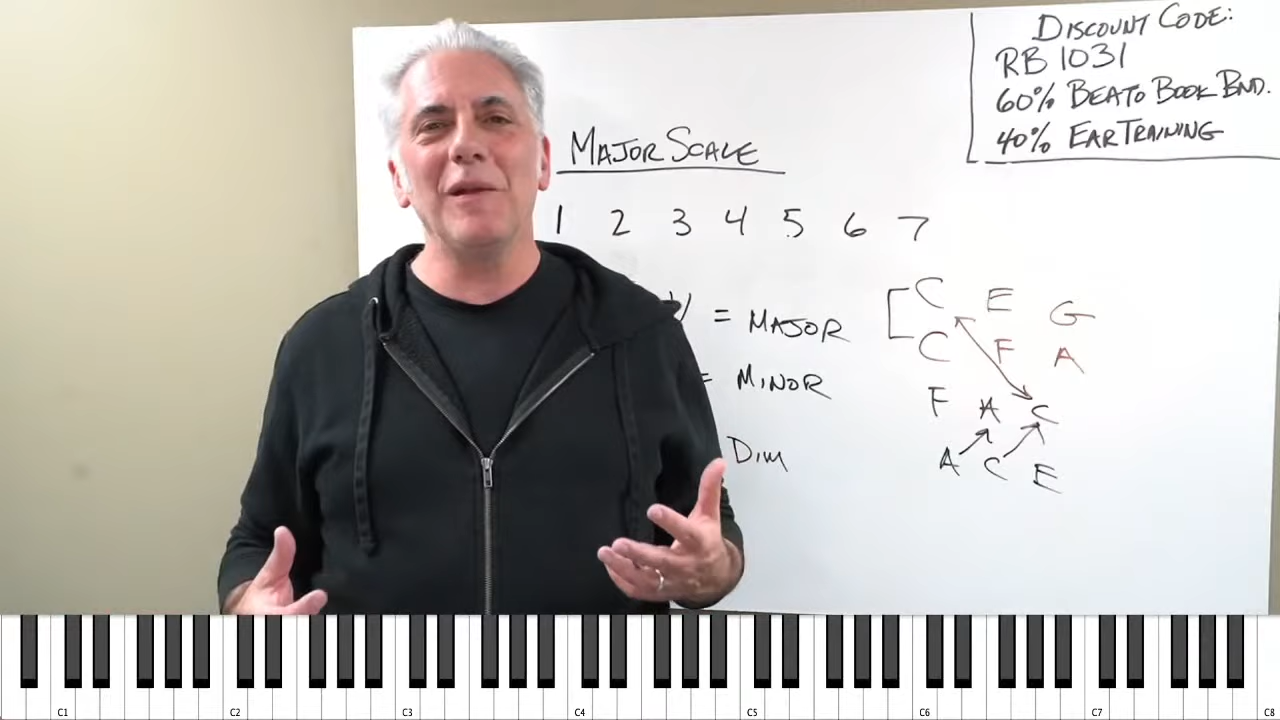 DISCOUNT CODE:
RB 1031
60% BEATO BOOK BND.
40% EAR TRAINING
MAJOR SCALE
1 2 3 4 5 6 7
= MAJOR
= MINOR
DIM
C E G
C F A
F A C
A C E
C1 C2 C3 C4 C5 C6 C7 C8